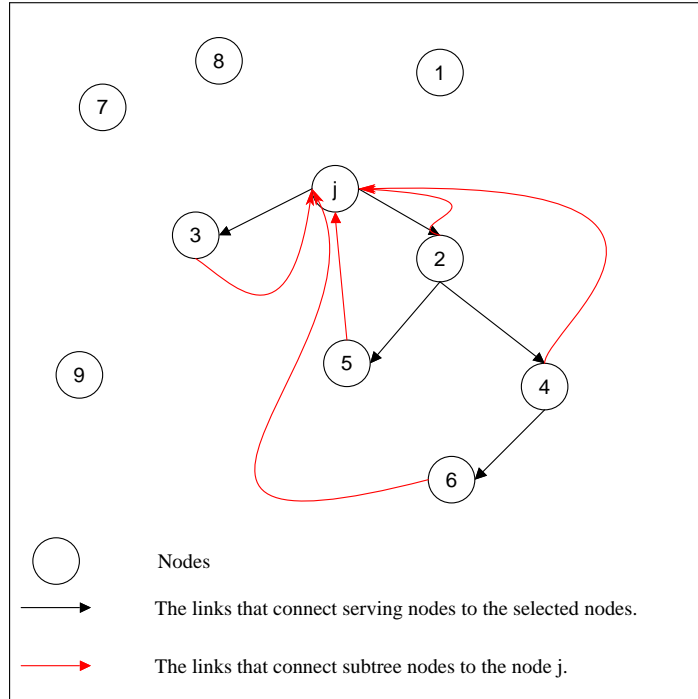 8
1
7
j
3
2
5
9
4
6
Nodes
The links that connect serving nodes to the selected nodes.
The links that connect subtree nodes to the node j.